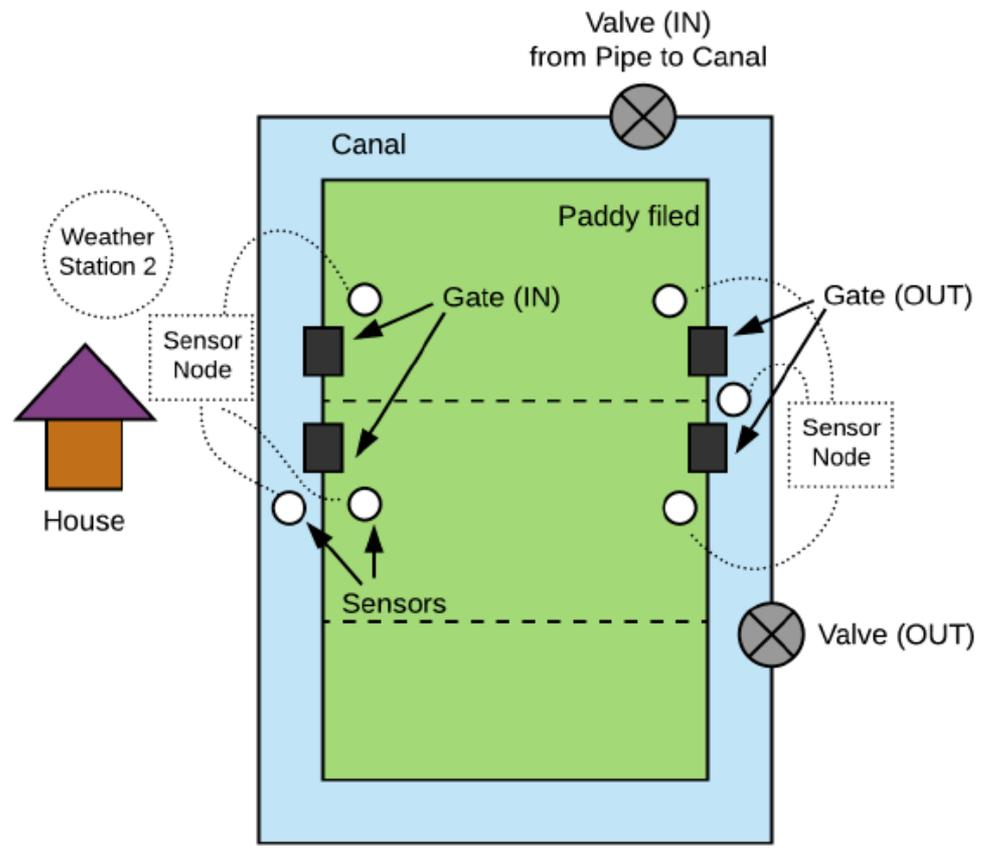 Valve (IN)
from Pipe to Canal
Canal
Paddy filed
Weather
Station 2
Gate (IN)
Gate (OUT)
Sensor
Node
Sensor
Node
House
Sensors
Valve (OUT)